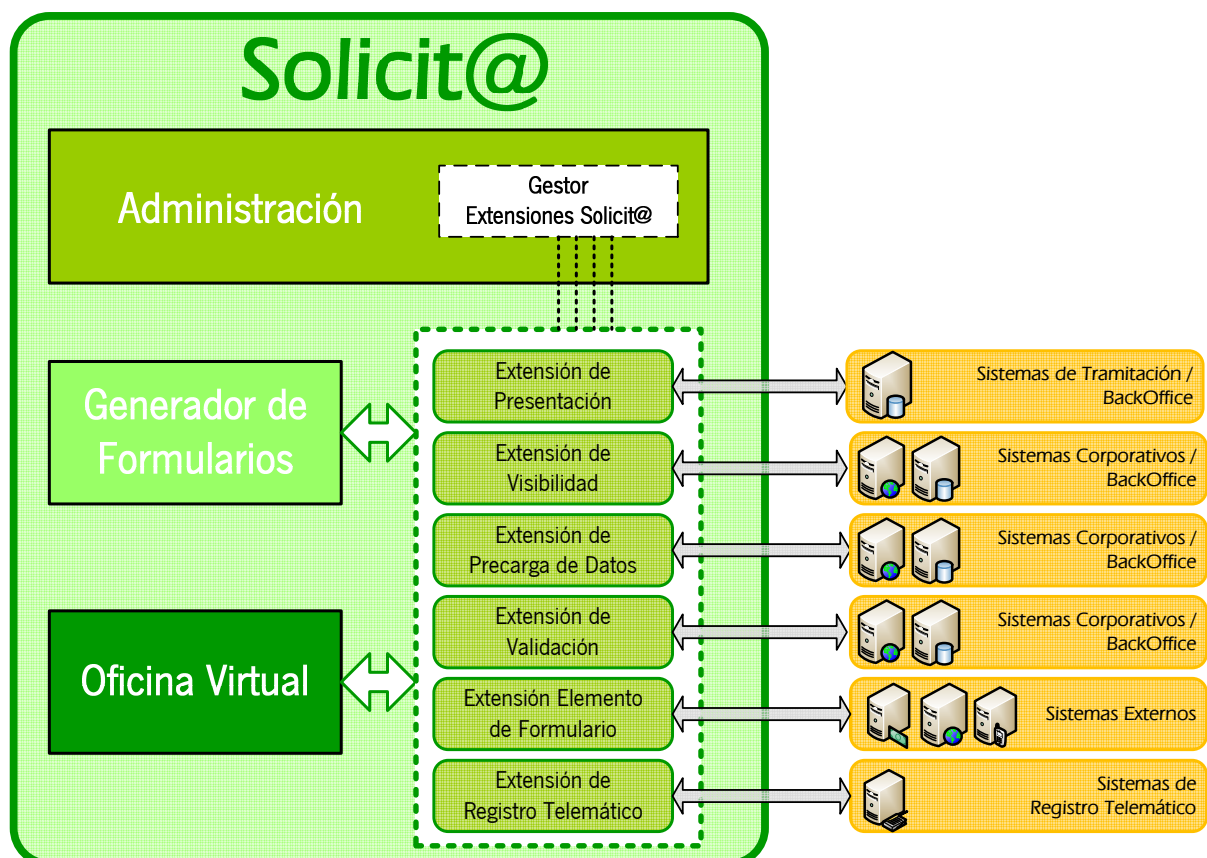 Solicit@
Administración
Gestor
Extensiones Solicit@
Generador de
Formularios
Oficina Virtual
Extensión de
Presentación
Extensión de
Visibilidad
Extensión de
Precarga de Datos
Extensión de
Validación
Extensión Elemento
de Formulario
Extensión de
Registro Telemático
Sistemas de Tramitación /
BackOffice
Sistemas Corporativos /
BackOffice
Sistemas Corporativos /
BackOffice
Sistemas Corporativos /
BackOffice
Sistemas Externos
Sistemas de
Registro Telemático